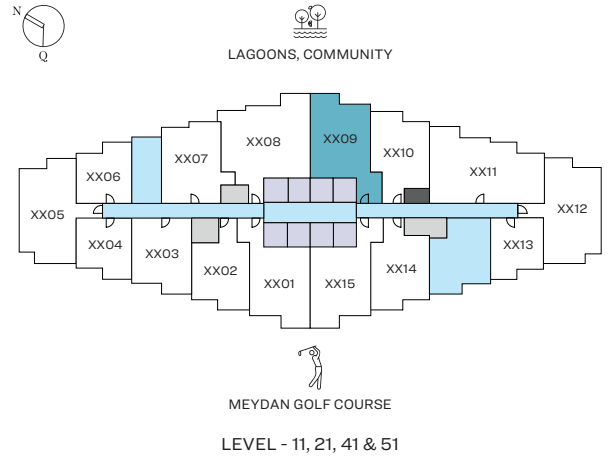 N
Q
LAGOONS, COMMUNITY
XX08
XX09
XX07
XX10
XX06
XX11
XX05
XX12
XX04
XX03
XX02
XX01
XX15
XX14
XX13
MEYDAN GOLF COURSE
LEVEL - 11, 21, 41 & 51